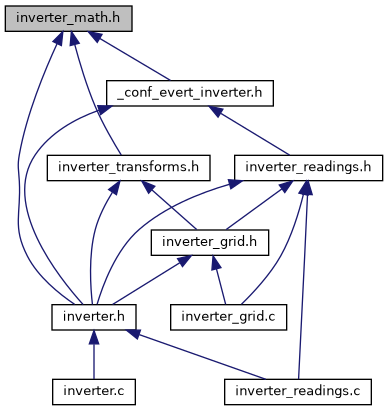 inverter_math.h
_conf_evert_inverter.h
inverter_transforms.h
inverter_readings.h
inverter_grid.h
inverter.h
inverter_grid.c
inverter.c
inverter_readings.c